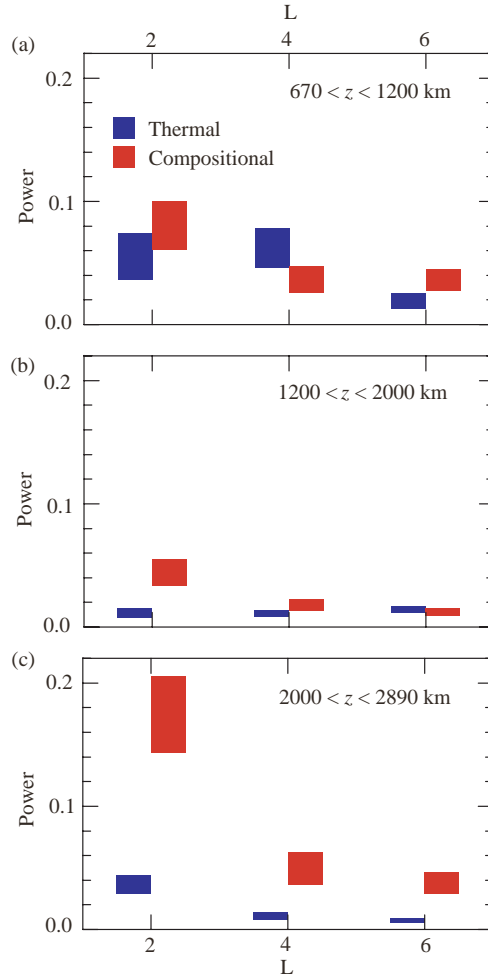 L
(a)
2 4 6
0.2
670 < z < 1200 km
Thermal
Compositional
Power
0.1
0.0
(b)
0.2
1200 < z < 2000 km
Power
0.1
0.0
(c)
0.2
2000 < z < 2890 km
Power
0.1
0.0
2 4 6
L